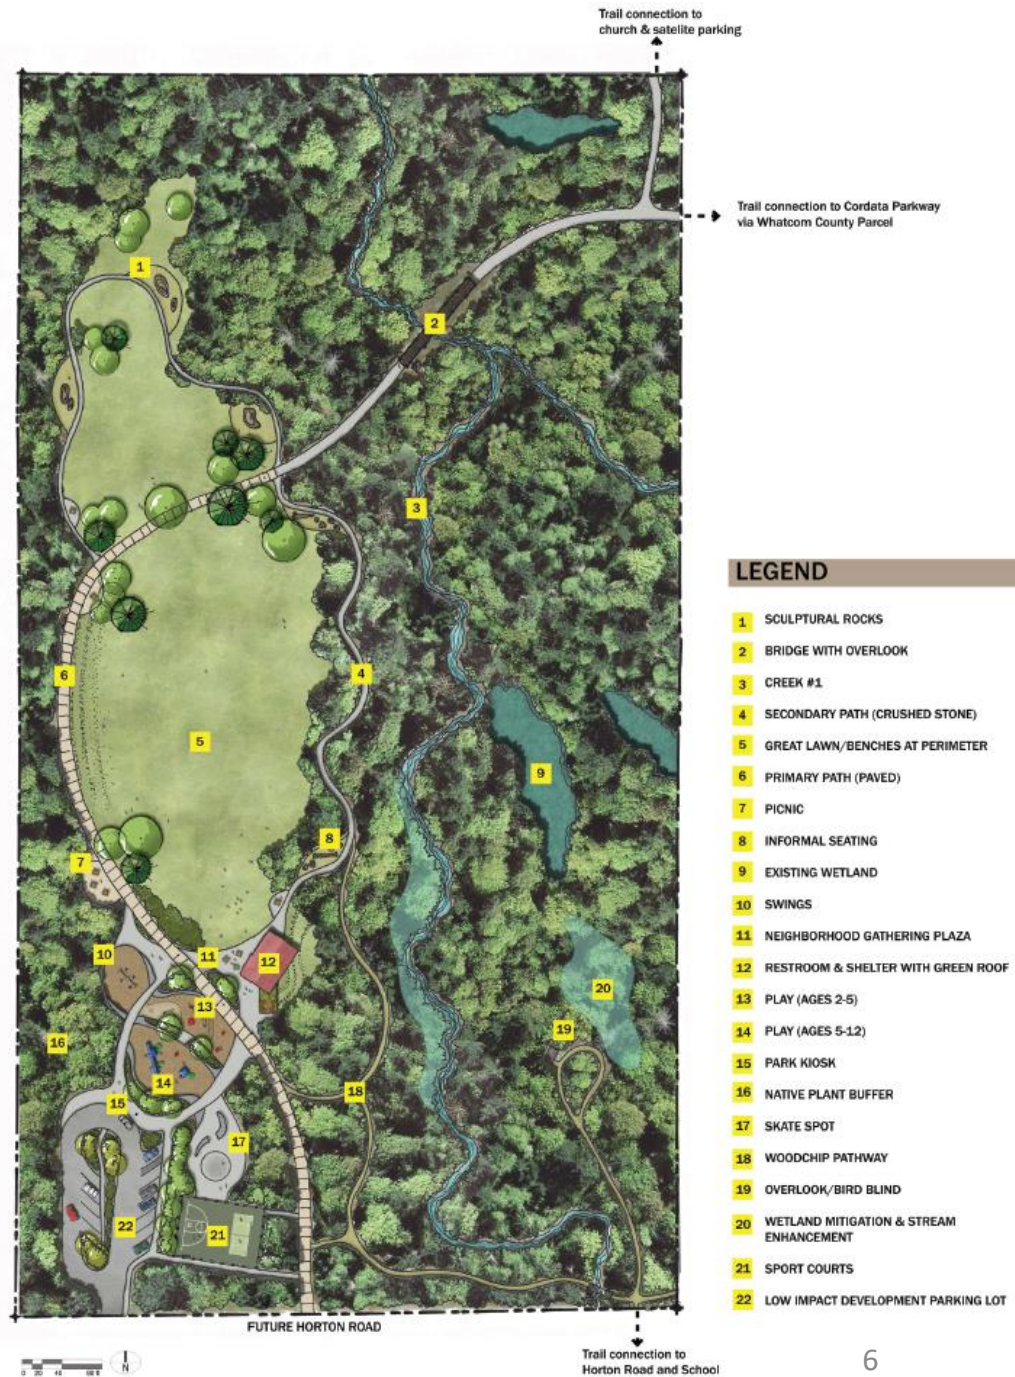 Trail connection to
church & satelite parking
Trail connection to Cordata Parkway
via Whatcom County Parcel
1
2
3
4
5
6
7
8
9
10
11
12
13
14
15
16
17
18
19
20
21
22
LEGEND
1 SCULPTURAL ROCKS
2 BRIDGE WITH OVERLOOK
3 CREEK #1
4 SECONDARY PATH (CRUSHED STONE)
5 GREAT LAWN/BENCHES AT PERIMETER
6 PRIMARY PATH (PAVED)
7 PICNIC
8 INFORMAL SEATING
9 EXISTING WETLAND
10 SWINGS
11 NEIGHBORHOOD GATHERING PLAZA
12 RESTROOM & SHELTER WITH GREEN ROOF
13 PLAY (AGES 2-5)
14 PLAY (AGES 5-12)
15 PARK KIOSK
16 NATIVE PLANT BUFFER
17 SKATE SPOT
18 WOODCHIP PATHWAY
19 OVERLOOK/BIRD BLIND
20 WETLAND MITIGATION & STREAM
ENHANCEMENT
21 SPORT COURTS
22 LOW IMPACT DEVELOPMENT PARKING LOT
FUTURE HORTON ROAD
Trail connection to
Horton Road and School
0 20 40
N
6